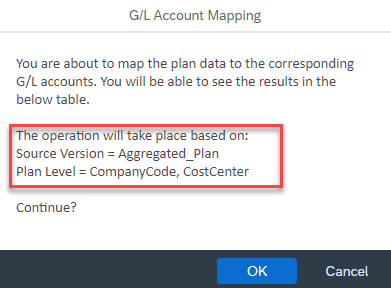 G/L Account Mapping
You are about to map the plan data to the corresponding
G/L accounts. You will be able to see the results in the
below table.
The operation will take place based on:
Source Version = Aggregated_Plan
Plan Level = CompanyCode, CostCenter
Continue?
OK
Cancel